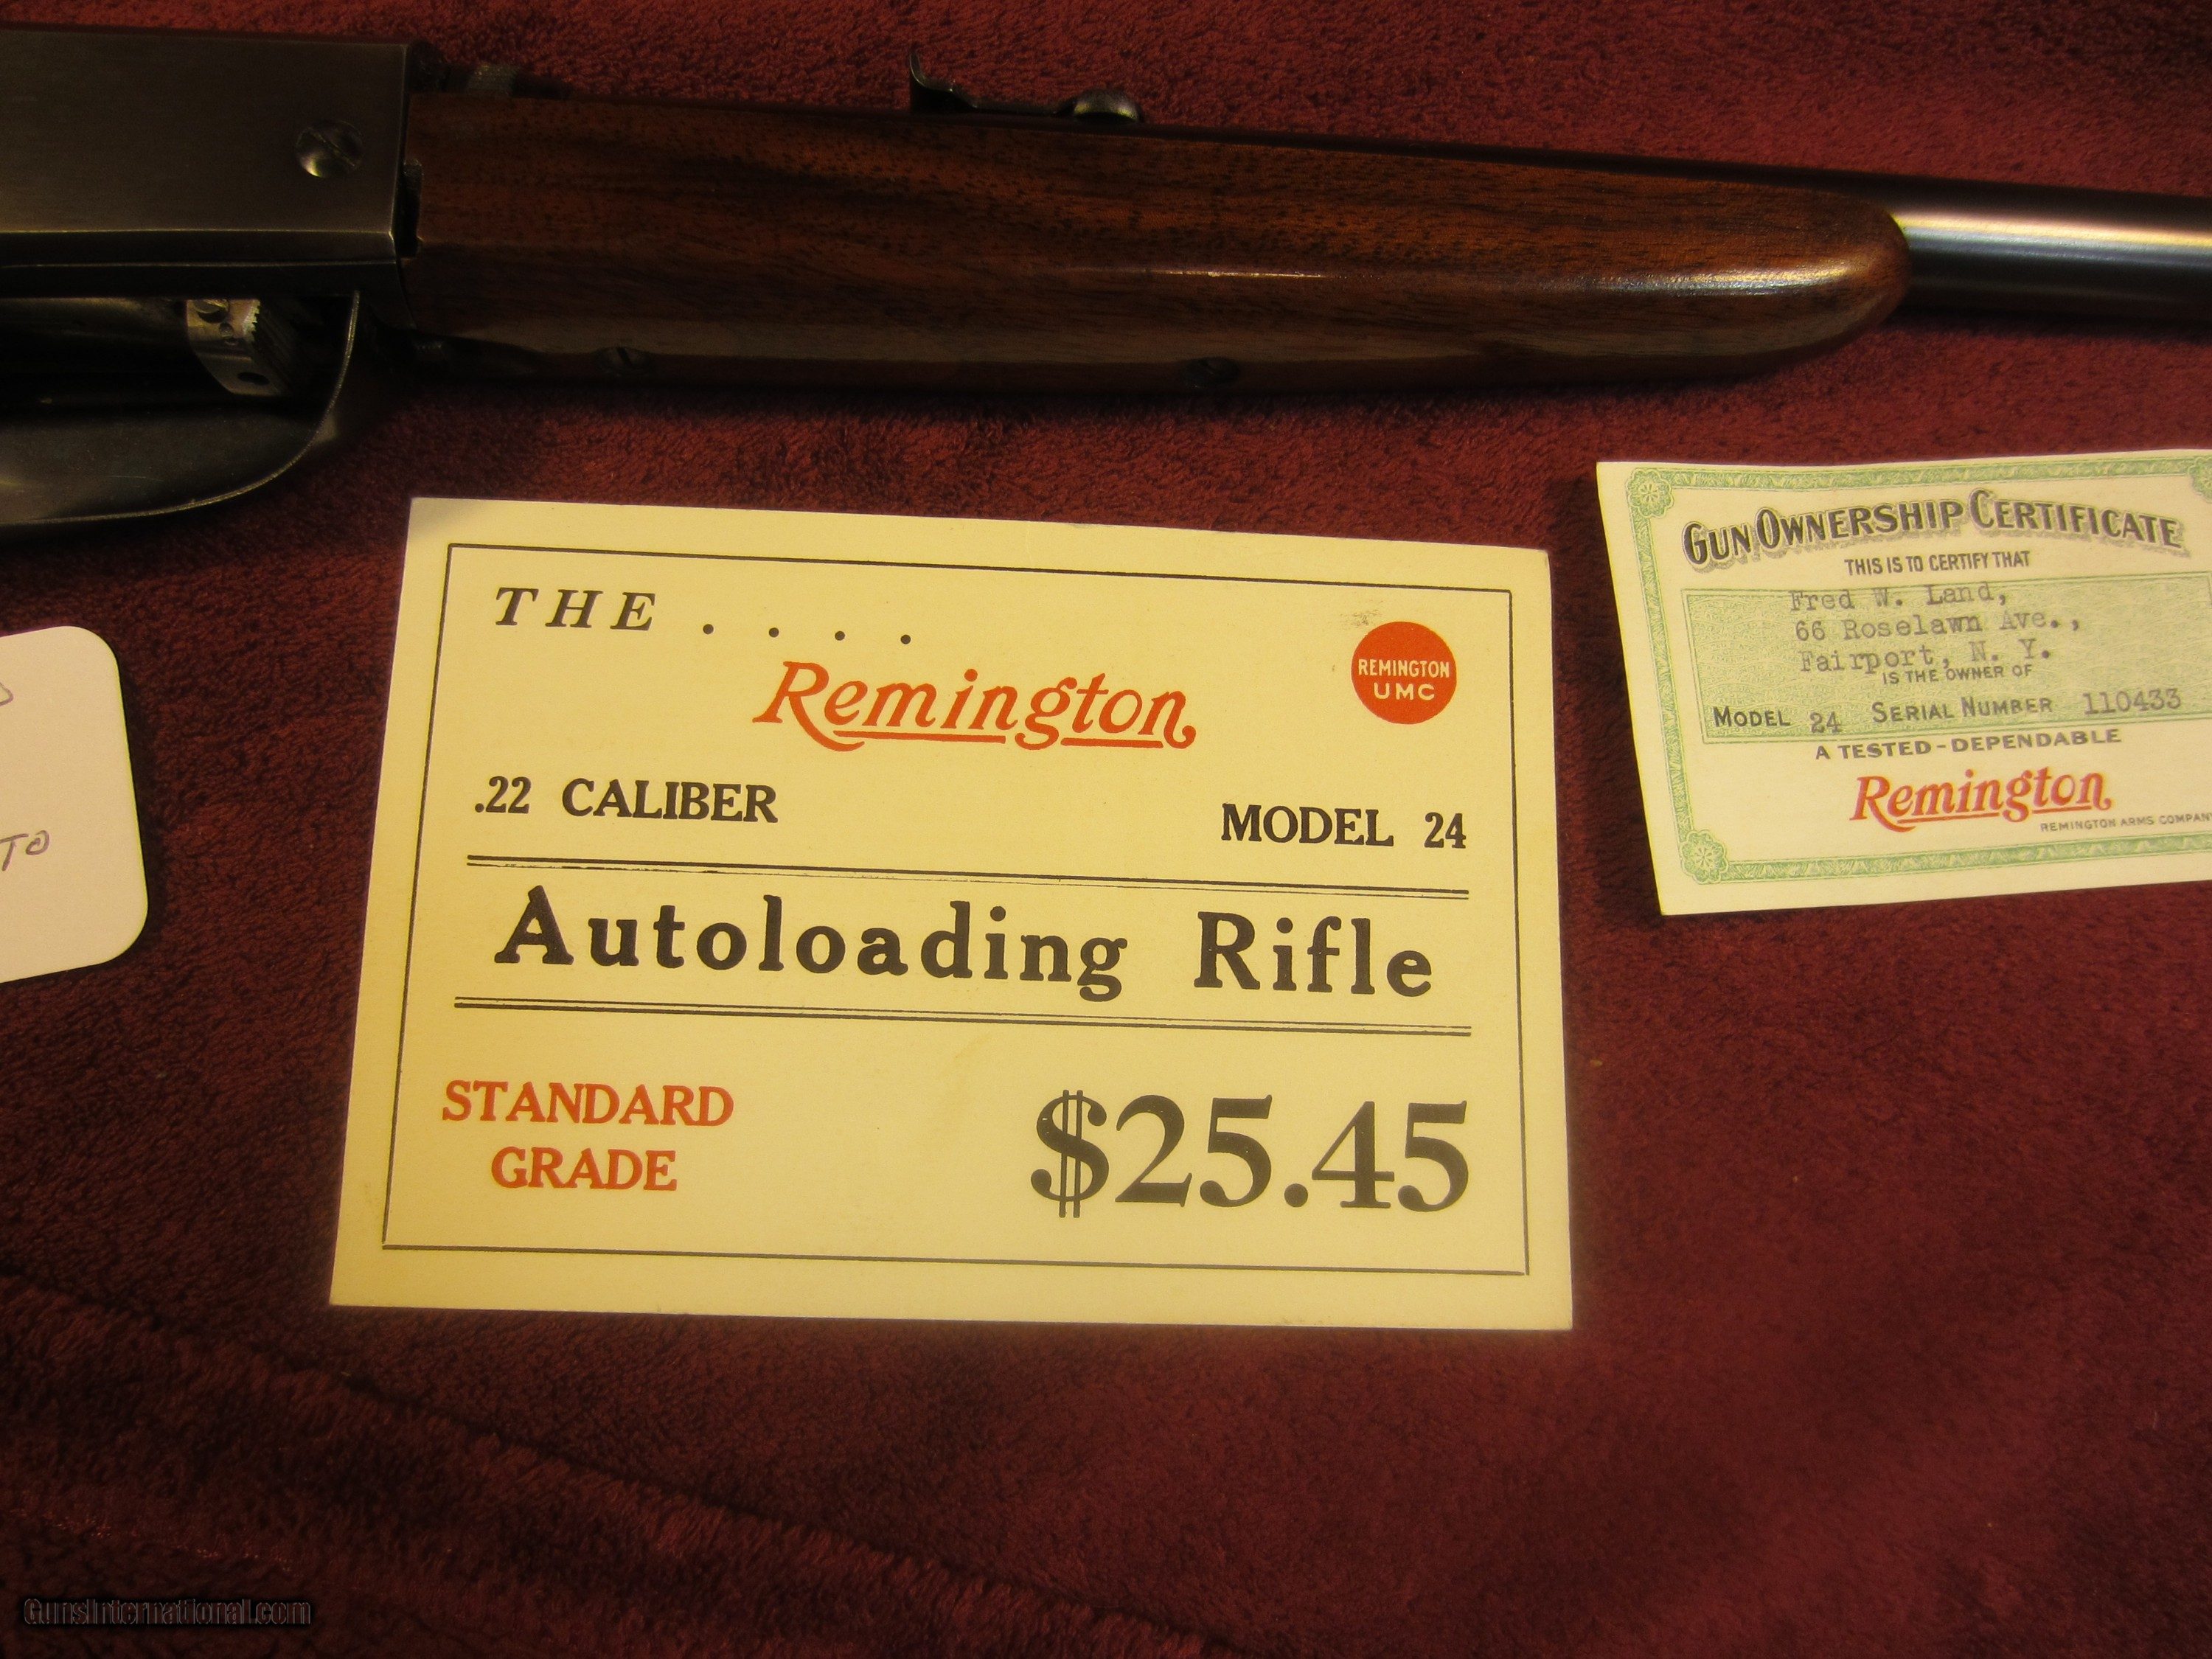 THE ....
Remington
REMINGTON
UMC
.22 CALIBER
MODEL 24
Autoloading Rifle
STANDARD
GRADE
$25.45
GUN OWNERSHIP CERTIFICATE
THIS IS TO CERTIFY THAT
Fred W. Land,
66 Roselawn Ave.,
Fairport, N. Y.
IS THE OWNER OF
MODEL 24 SERIAL NUMBER 110433
A TESTED-DEPENDABLE
Remington
REMINGTON ARMS COMPANY
TO
GunsInternational.com